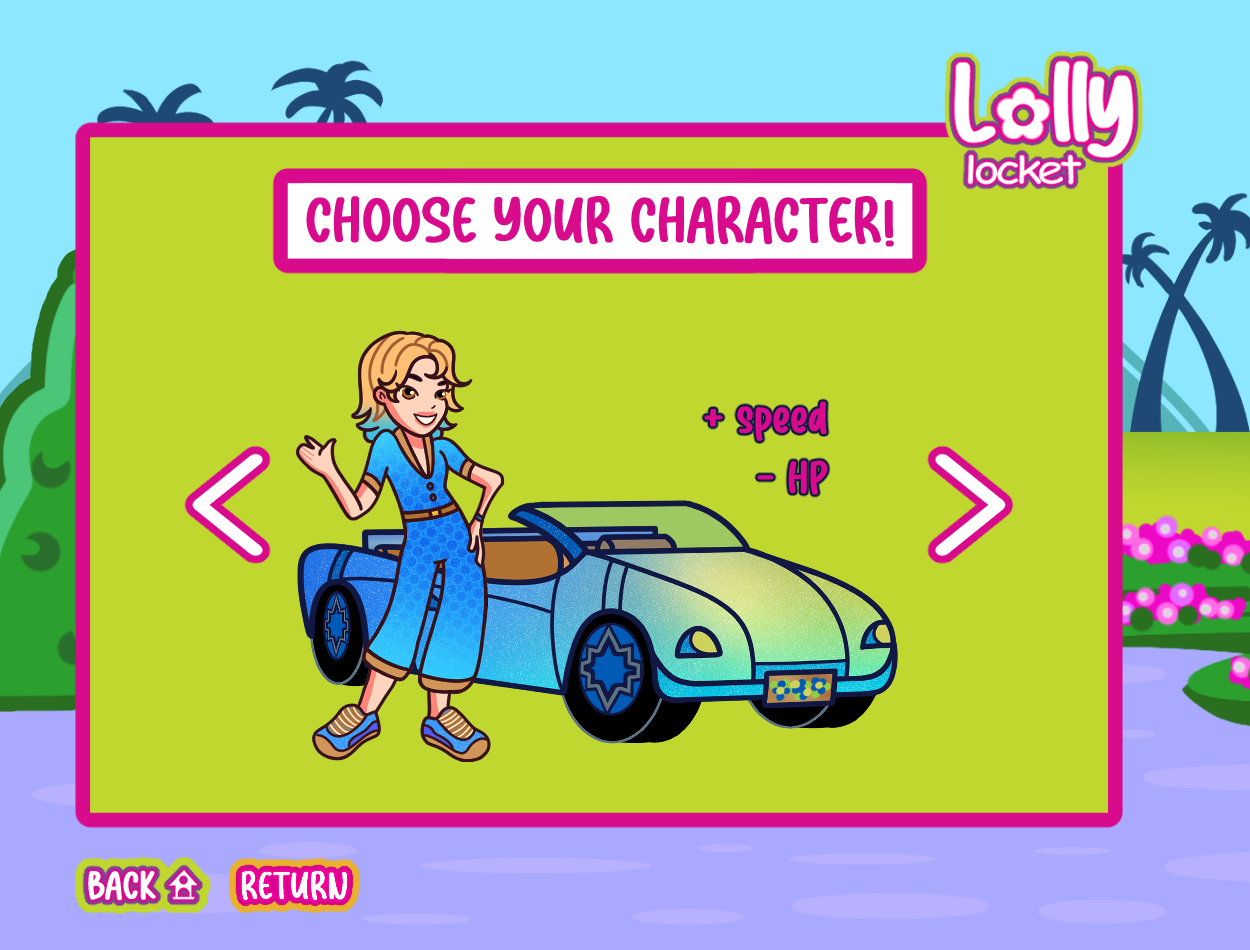 Lolly
locket
CHOOSE YOUR CHARACTER!
+ speed
- HP
BACK
RETURN